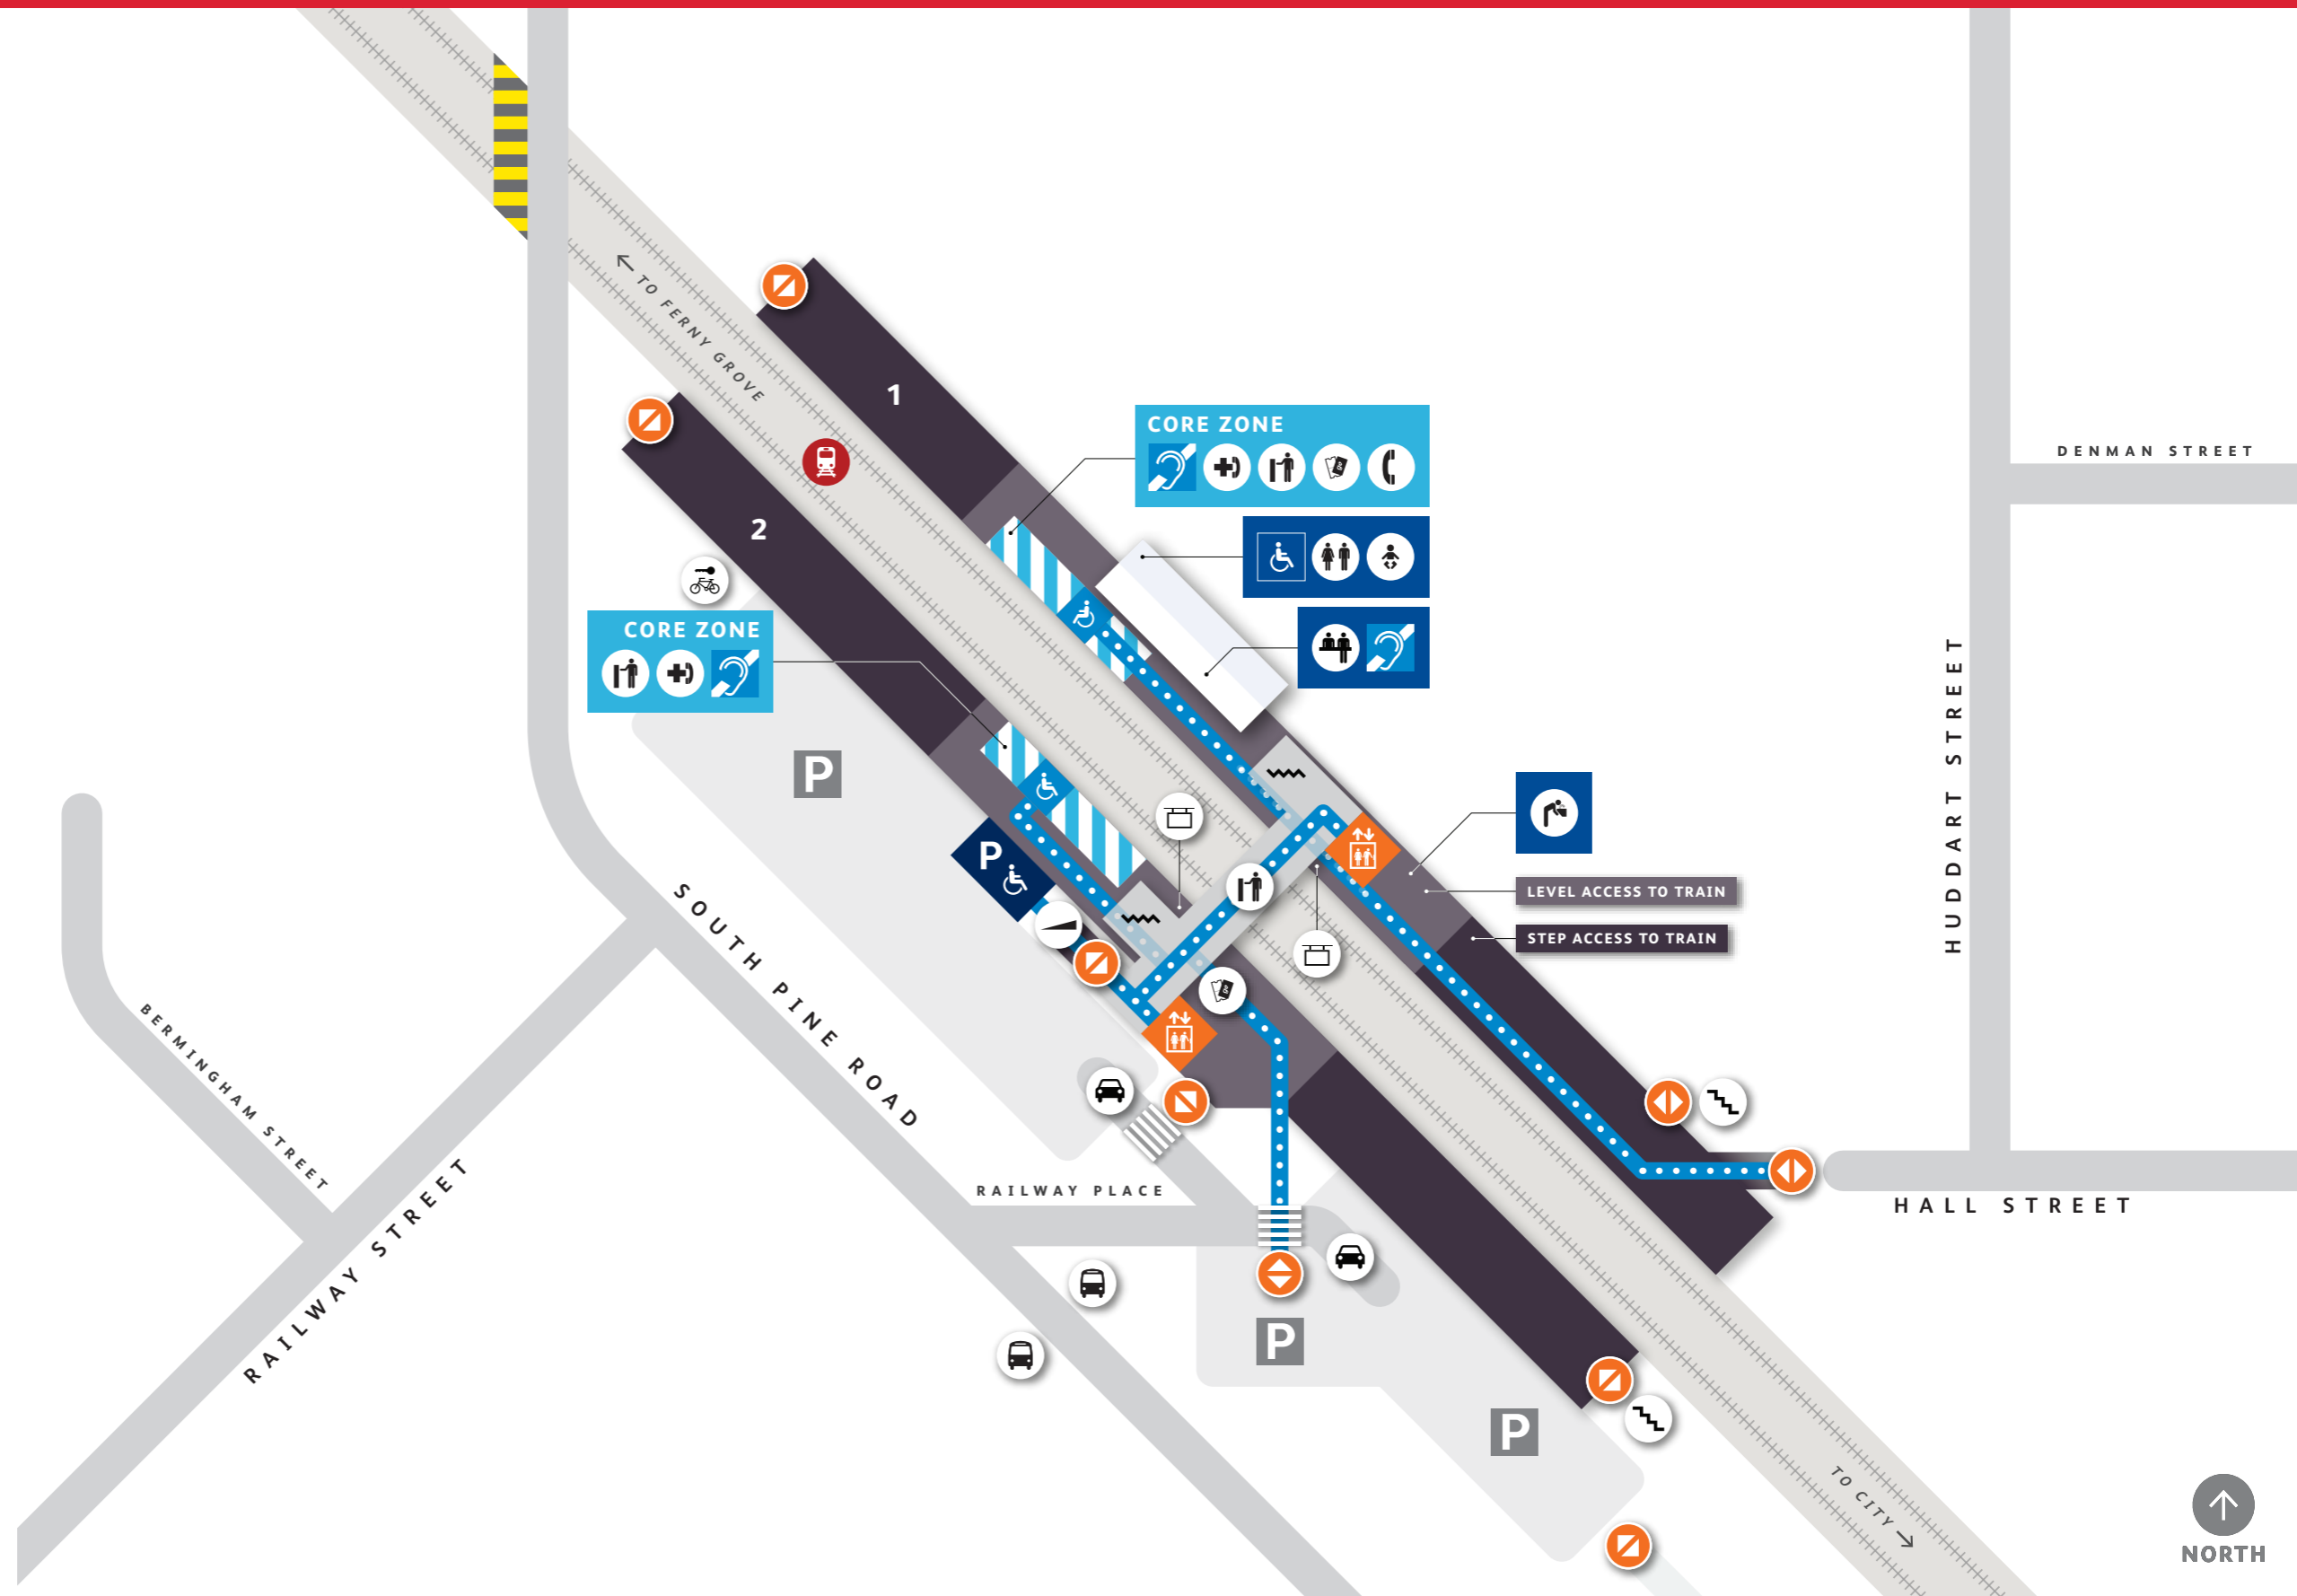 TO FERNY GROVE
1
CORE ZONE
DENMAN STREET
2
CORE ZONE
P
HUDDART STREET
P
LEVEL ACCESS TO TRAIN
STEP ACCESS TO TRAIN
SOUTH PINE ROAD
BERMINGHAM STREET
RAILWAY STREET
RAILWAY PLACE
HALL STREET
P
P
TO CITY
NORTH